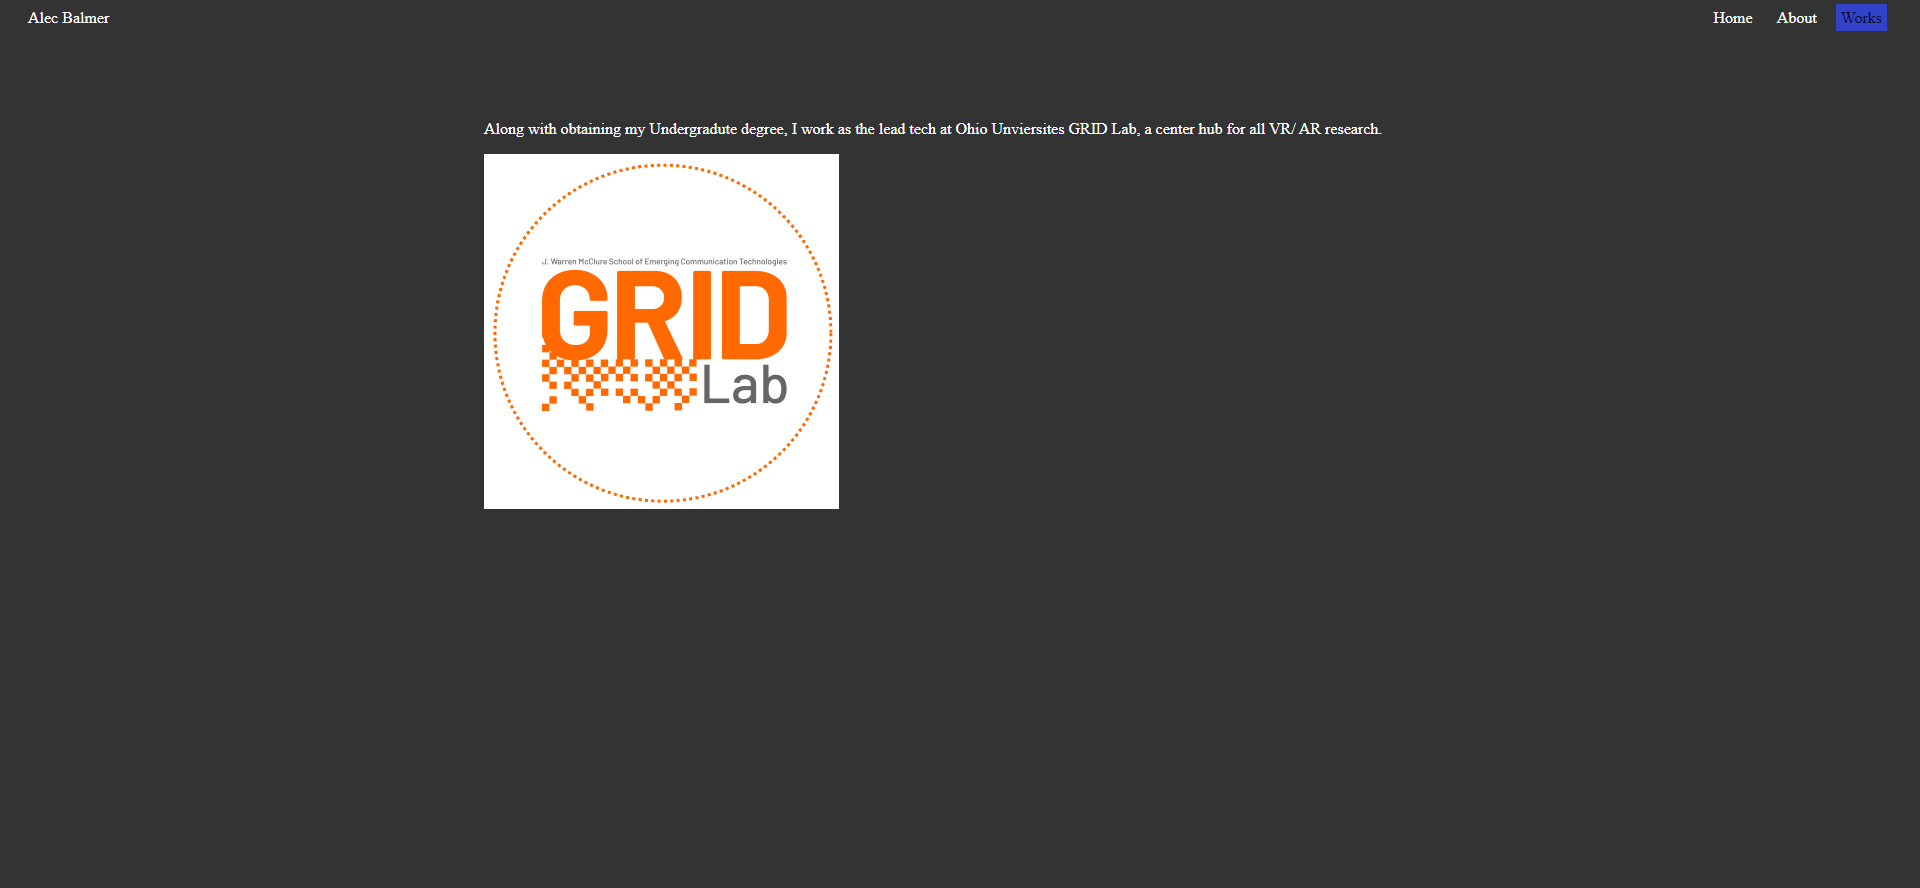 Alec Balmer
Home About Works
Along with obtaining my Undergradute degree, I work as the lead tech at Ohio Unviersites GRID Lab, a center hub for all VR/ AR research.
J. Warren McClure School of Emerging Communication Technologies
GRID
Lab